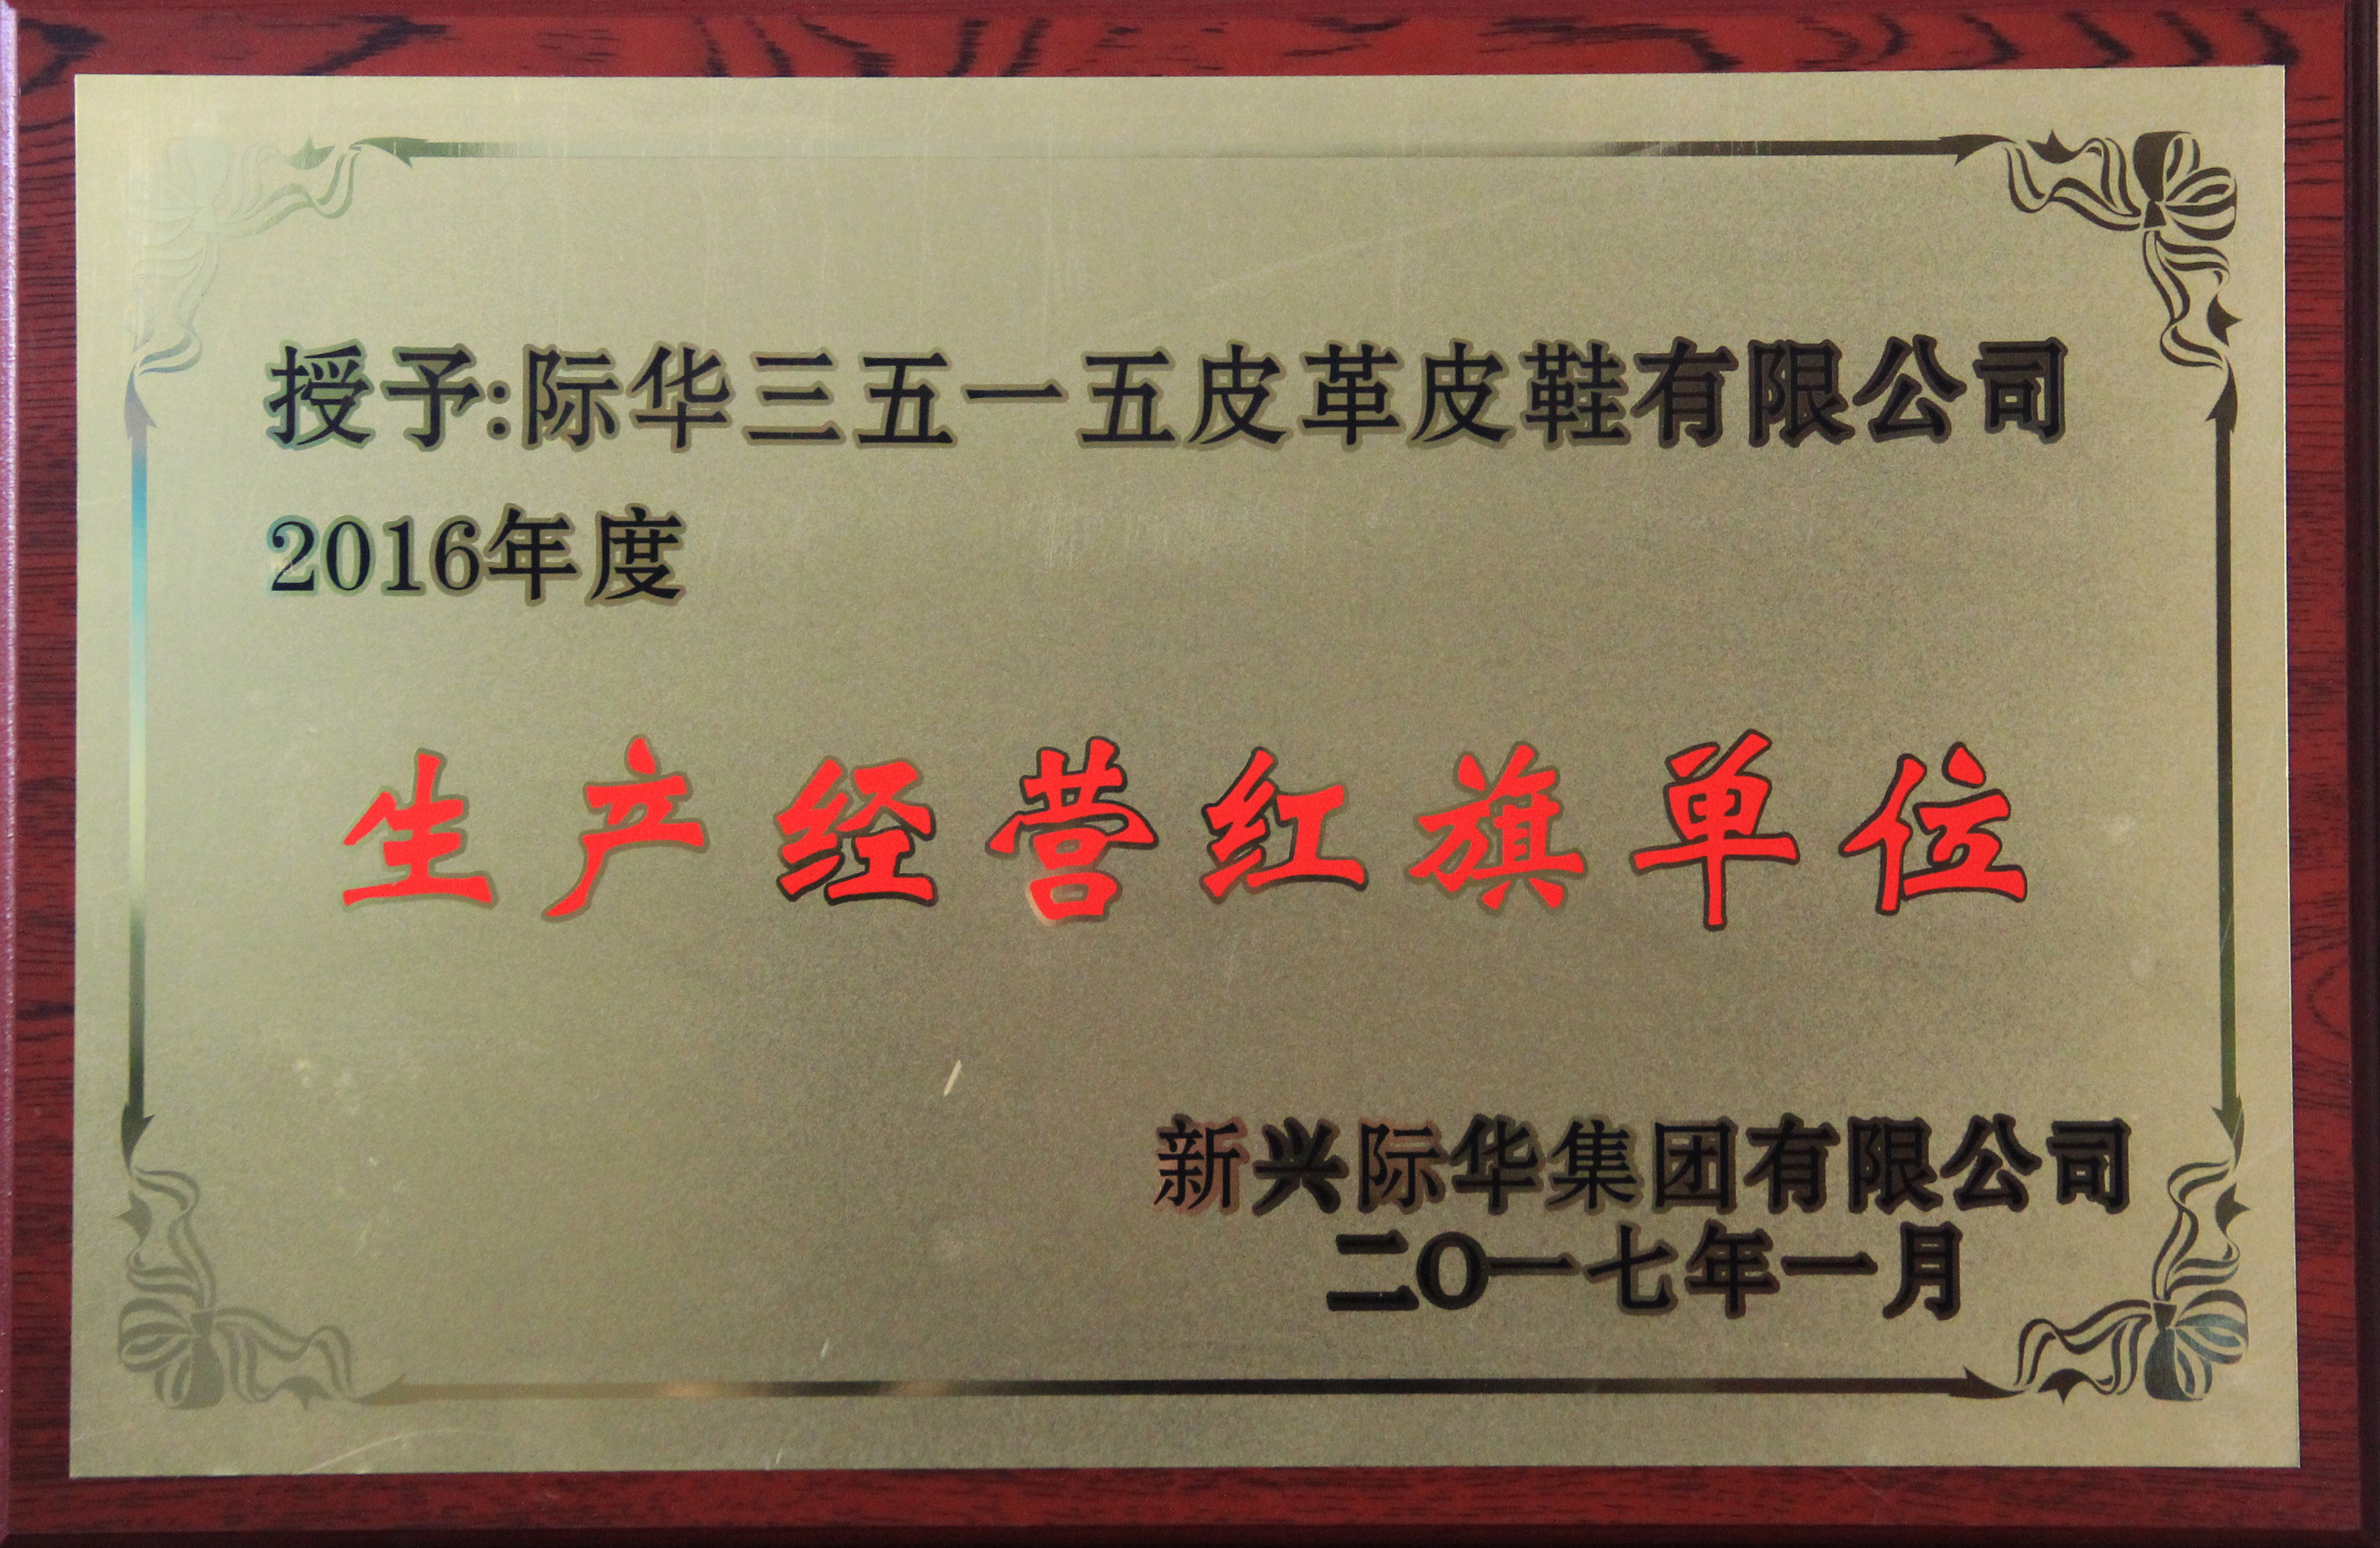 授予:际华三五一五皮革皮鞋有限公司
2016年度
生产经营红旗单位
新兴际华集团有限公司
二〇一七年一月